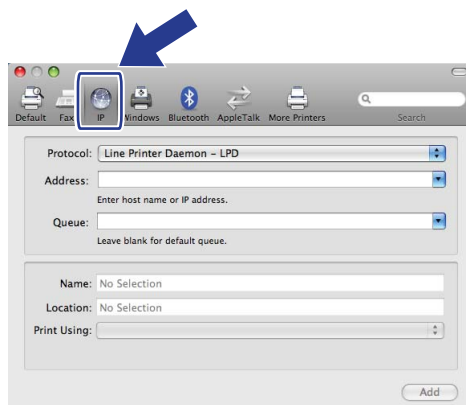 Default Fax IP Windows Bluetooth AppleTalk More Printers Search
Protocol: Line Printer Daemon – LPD
Address:
Enter host name or IP address.
Queue:
Leave blank for default queue.
Name: No Selection
Location: No Selection
Print Using:
Add